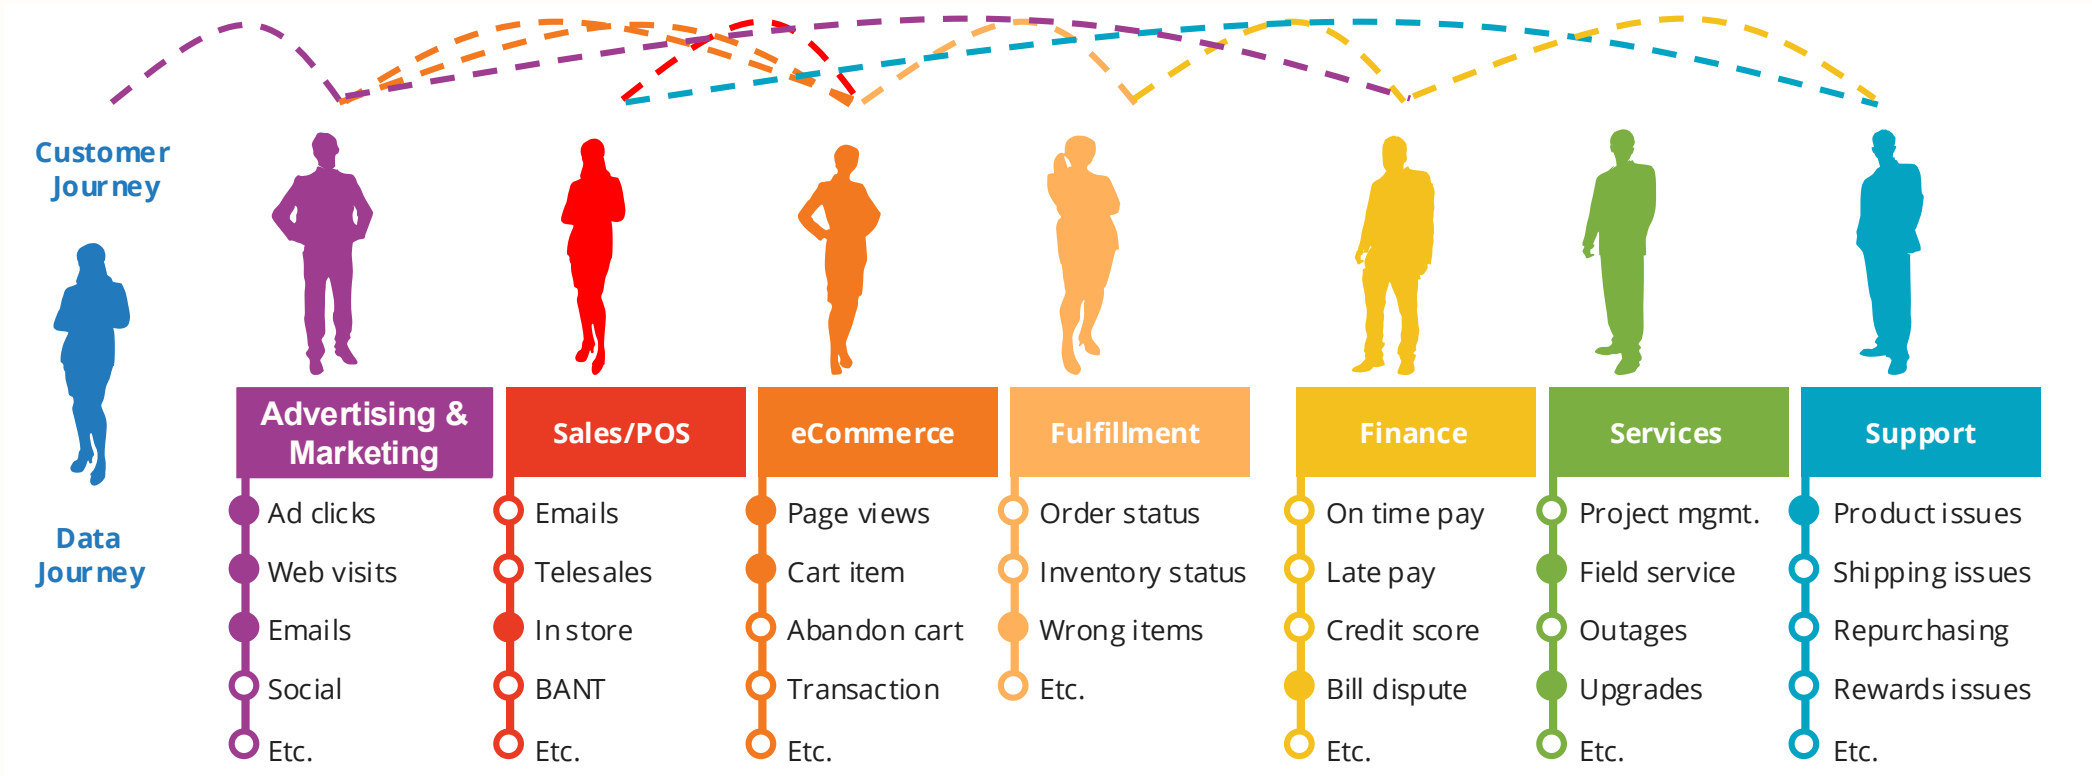 Customer
Journey
Data
Journey
Advertising &
Marketing
Ad clicks
Web visits
Emails
Social
Etc.
Sales/POS
Emails
Telesales
In store
BANT
Etc.
eCommerce
Page views
Cart item
Abandon cart
Transaction
Etc.
Fulfillment
Order status
Inventory status
Wrong items
Etc.
Finance
On time pay
Late pay
Credit score
Bill dispute
Etc.
Services
Project mgmt.
Field service
Outages
Upgrades
Etc.
Support
Product issues
Shipping issues
Repurchasing
Rewards issues
Etc.